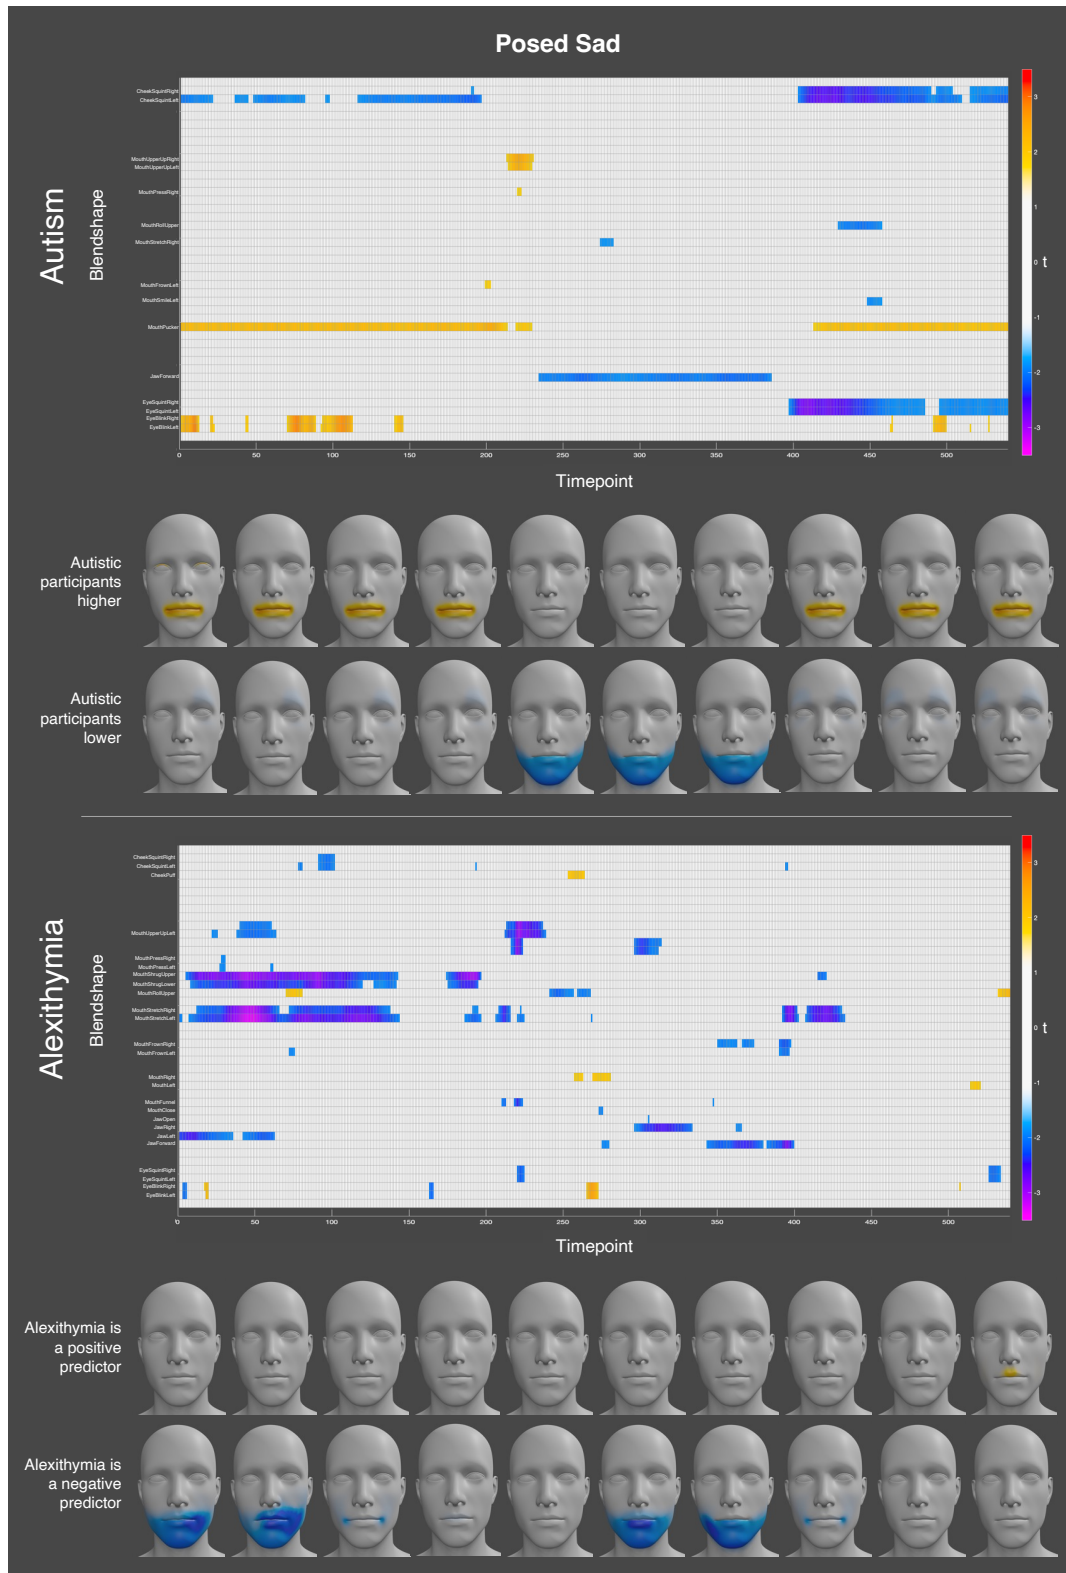 Posed Sad
Autism
Blendshape
CheekSquintRight
CheekSquintLeft
MouthUpperUpRight
MouthUpperUpLeft
MouthPressRight
MouthRollUpper
MouthStretchRight
MouthFrownLeft
MouthSmileLeft
MouthPucker
JawForward
EyeSquintRight
EyeSquintLeft
EyeBlinkRight
EyeBlinkLeft
0 50 100 150 200 250 300 350 400 450 500
Timepoint
3
2
1
0 t
-1
-2
-3
Autistic
participants
higher
Autistic
participants
lower
Alexithymia
Blendshape
CheekSquintRight
CheekSquintLeft
CheekPuff
MouthUpperUpLeft
MouthPressRight
MouthPressLeft
MouthShrugUpper
MouthShrugLower
MouthRollUpper
MouthStretchRight
MouthStretchLeft
MouthFrownRight
MouthFrownLeft
MouthRight
MouthLeft
MouthFunnel
MouthClose
JawOpen
JawRight
JawLeft
JawForward
EyeSquintRight
EyeSquintLeft
EyeBlinkRight
EyeBlinkLeft
0 50 100 150 200 250 300 350 400 450 500
Timepoint
3
2
1
0 t
-1
-2
-3
Alexithymia is
a positive
predictor
Alexithymia is
a negative
predictor